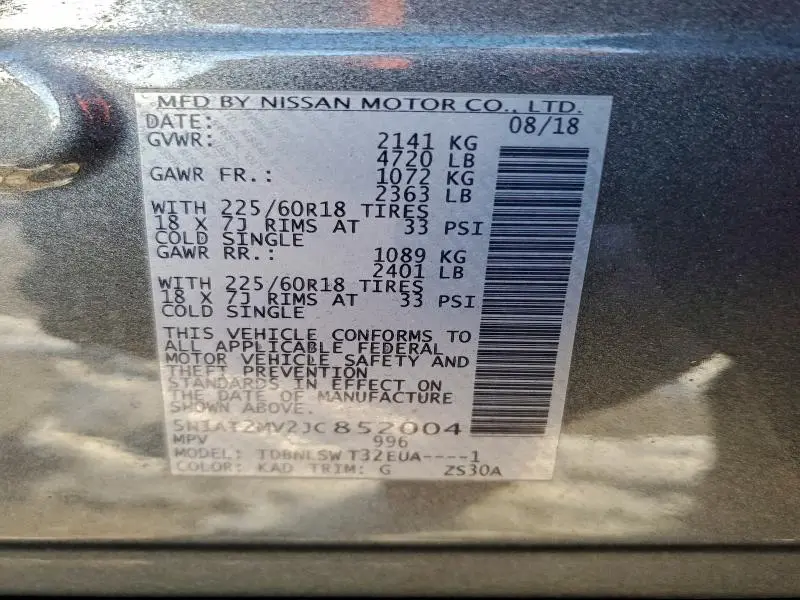 MFD BY NISSAN MOTOR CO., LTD.
DATE: 08/18
GVWR: 2141 KG
4720 LB
GAWR FR.: 1072 KG
2363 LB
WITH 225/60R18 TIRES
18 X 7J RIMS AT 33 PSI
COLD SINGLE
GAWR RR.: 1089 KG
2401 LB
WITH 225/60R18 TIRES
18 X 7J RIMS AT 33 PSI
COLD SINGLE
THIS VEHICLE CONFORMS TO
ALL APPLICABLE FEDERAL
MOTOR VEHICLE SAFETY AND
THEFT PREVENTION
STANDARDS IN EFFECT ON
THE DATE OF MANUFACTURE
SHOWN ABOVE
5N1AT2MV2JC852004
MPV 996
MODEL: TDBNLSW T32EUA----1
COLOR: KAD TRIM: G ZS30A